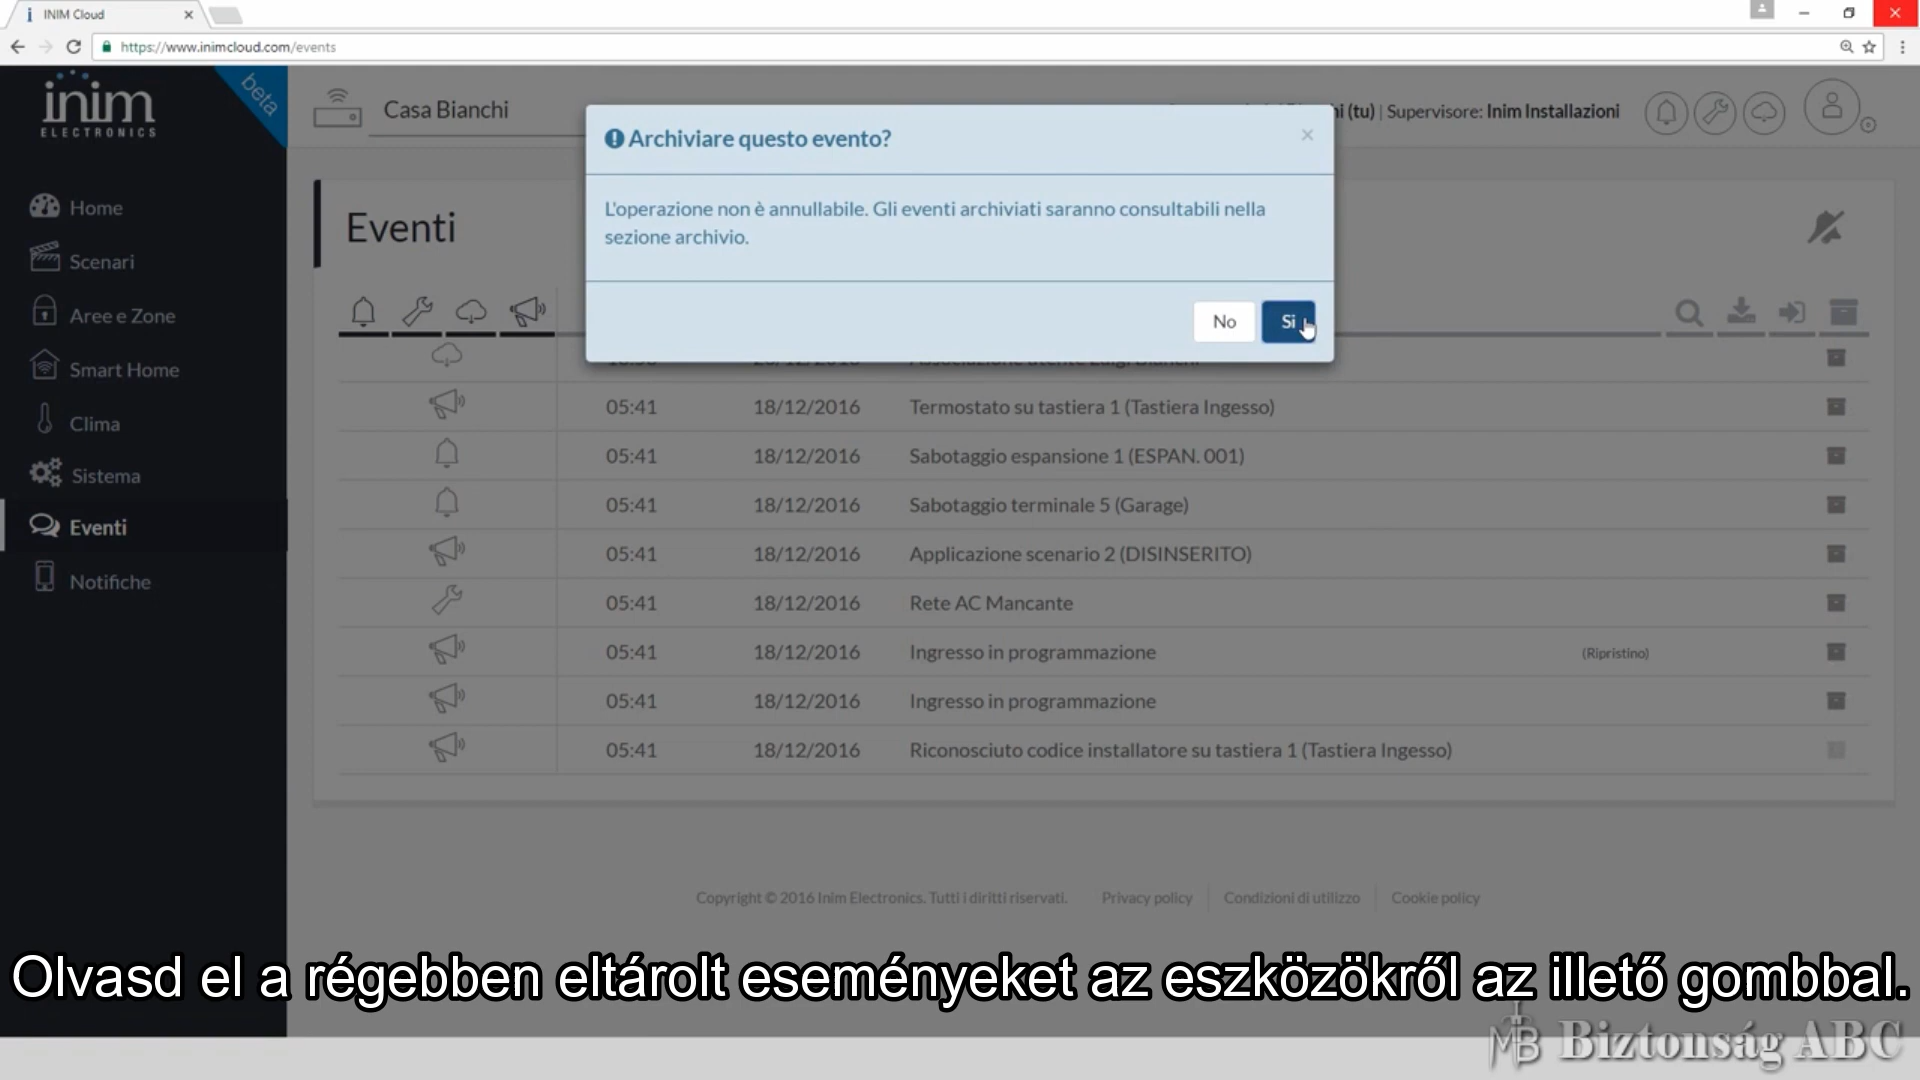 INIM Cloud
https://www.inimcloud.com/events
inim
ELECTRONICS
beta
Casa Bianchi
hi (tu) | Supervisore: Inim Installazioni
Home
Scenari
Aree e Zone
Smart Home
Clima
Sistema
Eventi
Notifiche
Eventi
Archiviare questo evento?
×
L'operazione non è annullabile. Gli eventi archiviati saranno consultabili nella
sezione archivio.
No
Si
05:41 18/12/2016 Termostato su tastiera 1 (Tastiera Ingesso)
05:41 18/12/2016 Sabotaggio espansione 1 (ESPAN. 001)
05:41 18/12/2016 Sabotaggio terminale 5 (Garage)
05:41 18/12/2016 Applicazione scenario 2 (DISINSERITO)
05:41 18/12/2016 Rete AC Mancante
05:41 18/12/2016 Ingresso in programmazione (Ripristino)
05:41 18/12/2016 Ingresso in programmazione
05:41 18/12/2016 Riconosciuto codice installatore su tastiera 1 (Tastiera Ingesso)
Copyright © 2016 Inim Electronics. Tutti i diritti riservati. Privacy policy Condizioni di utilizzo Cookie policy
Olvasd el a régebben eltárolt eseményeket az eszközökről az illető gombbal.
MB Biztonság ABC